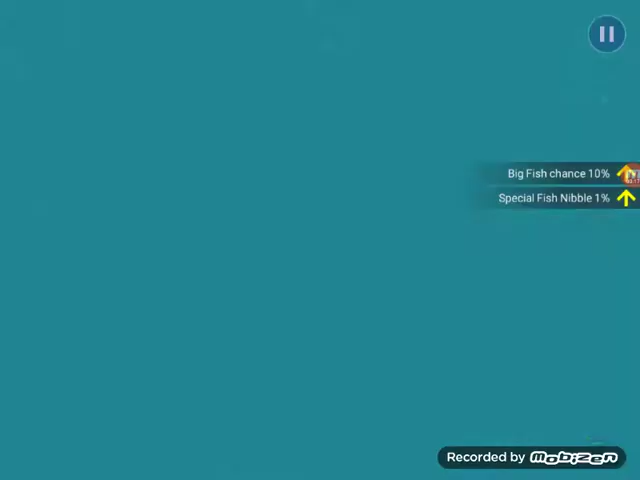 Big Fish chance 10%
Special Fish Nibble 1%
Recorded by Mobizen